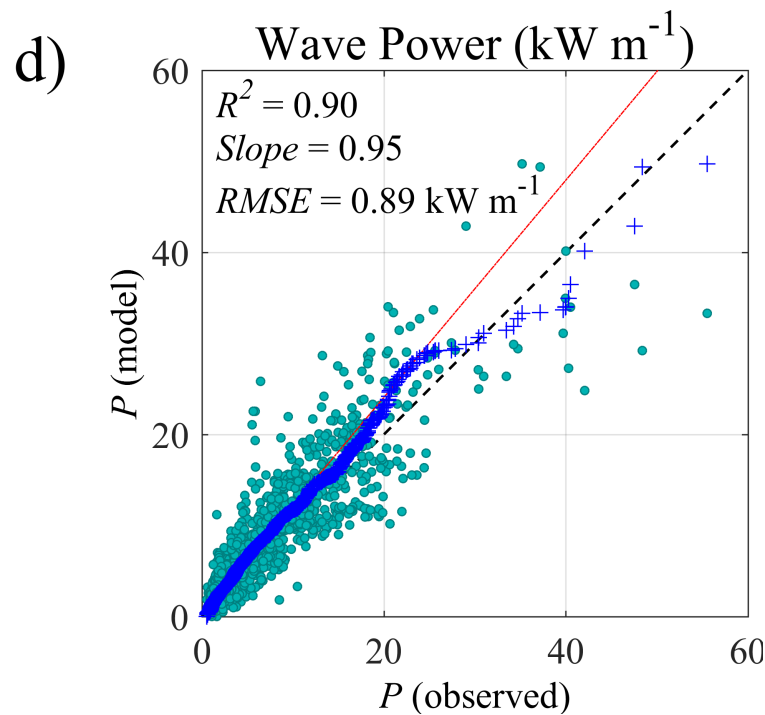 d)
Wave Power (kW m⁻¹)
R² = 0.90
Slope = 0.95
RMSE = 0.89 kW m⁻¹
60
40
20
0
P (model)
0 20 40 60
P (observed)